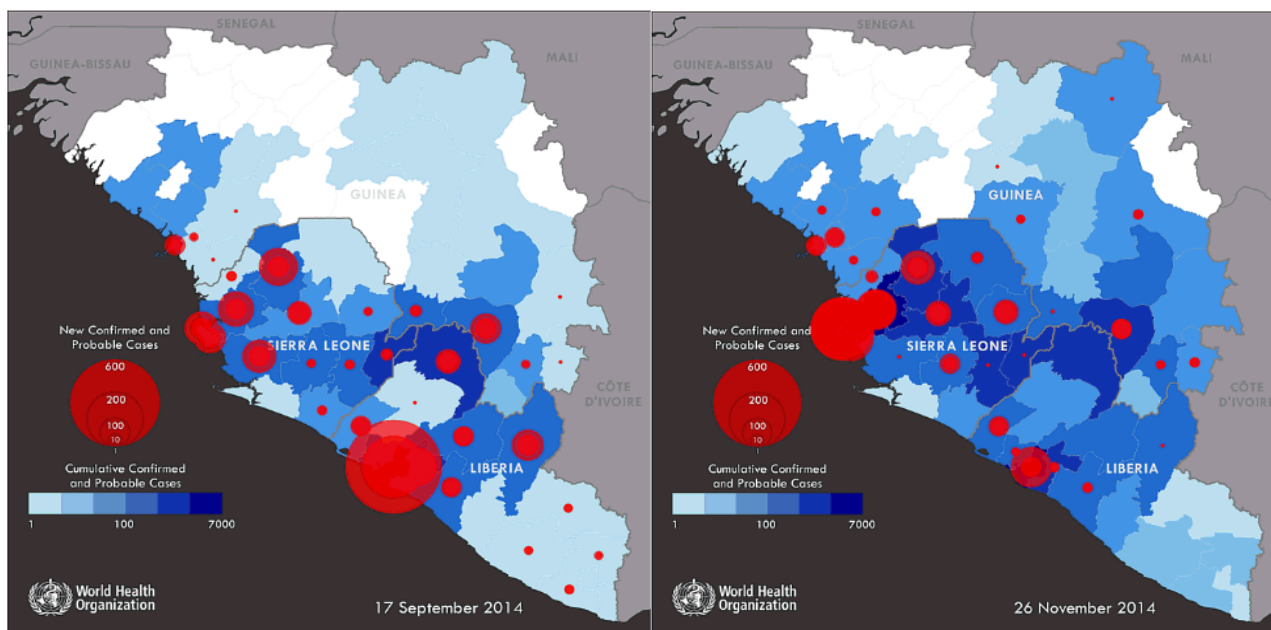 SENEGAL
GUINEA-BISSAU
MALI
GUINEA
New Confirmed and
Probable Cases
600
200
100
10
1
SIERRA LEONE
CÔTE
D'IVOIRE
Cumulative Confirmed
and Probable Cases
LIBERIA
1 100 7000
World Health
Organization
17 September 2014
SENEGAL
GUINEA-BISSAU
MALI
GUINEA
New Confirmed and
Probable Cases
600
200
100
10
1
SIERRA LEONE
CÔTE
D'IVOIRE
Cumulative Confirmed
and Probable Cases
LIBERIA
1 100 7000
World Health
Organization
26 November 2014